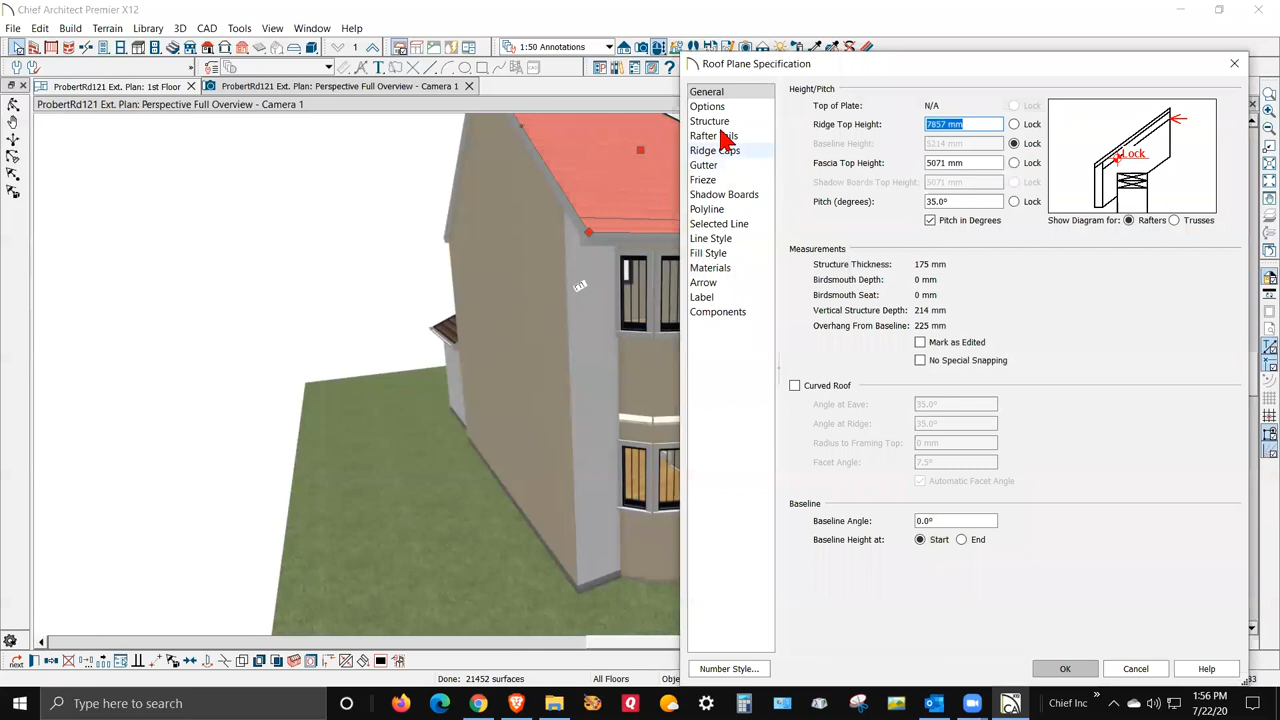 Chief Architect Premier X12
File Edit Build Terrain Library 3D CAD Tools Window Help
1 1:50 Annotations
ProbertRd121 Ext. Plan: 1st Floor ProbertRd121 Ext. Plan: Perspective Full Overview - Camera 1
ProbertRd121 Ext. Plan: Perspective Full Overview - Camera 1
Roof Plane Specification
General
Options
Structure
Rafter Tails
Ridge Caps
Gutter
Frieze
Shadow Boards
Polyline
Selected Line
Line Style
Fill Style
Materials
Arrow
Label
Components
Height/Pitch
Top of Plate: N/A Lock
Ridge Top Height: 7857 mm Lock
Baseline Height: 5214 mm Lock
Fascia Top Height: 5071 mm Lock
Shadow Boards Top Height: 5071 mm Lock
Pitch (degrees): 35.0° Lock
Pitch in Degrees
Lock
Show Diagram for: Rafters Trusses
Measurements
Structure Thickness: 175 mm
Birdsmouth Depth: 0 mm
Birdsmouth Seat: 0 mm
Vertical Structure Depth: 214 mm
Overhang From Baseline: 225 mm
Mark as Edited
No Special Snapping
Curved Roof
Angle at Eave: 35.0°
Angle at Ridge: 35.0°
Radius to Framing Top: 0 mm
Facet Angle: 7.5°
Automatic Facet Angle
Baseline
Baseline Angle: 0.0°
Baseline Height at: Start End
Number Style... OK Cancel Help
next
Done: 21452 surfaces All Floors
Type here to search
Chief Inc
1:56 PM
7/22/20